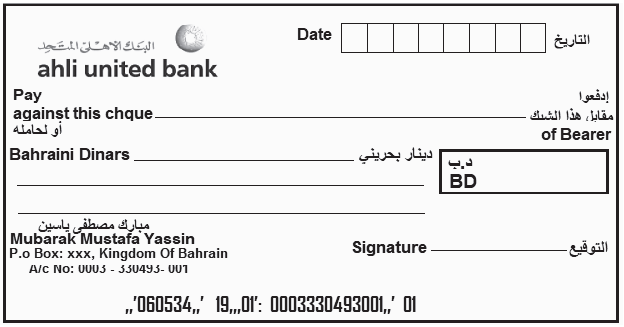 البنك الأهلي المتحد
ahli united bank
Date التاريخ
Pay إدفعوا
against this chque مقابل هذا الشيك
أو لحامله of Bearer
Bahraini Dinars دينار بحريني
د.ب
BD
مبارك مصطفى ياسين
Mubarak Mustafa Yassin
P.o Box: xxx, Kingdom Of Bahrain
A/c No: 0003 - 330493- 001
Signature التوقيع
,,'060534,,' 19,,,01': 0003330493001,,' 01